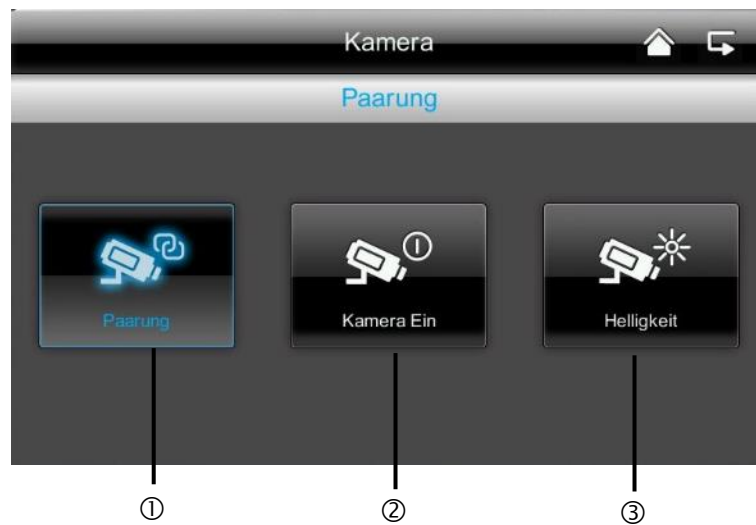 Kamera
Paarung
Paarung Kamera Ein Helligkeit
① ② ③